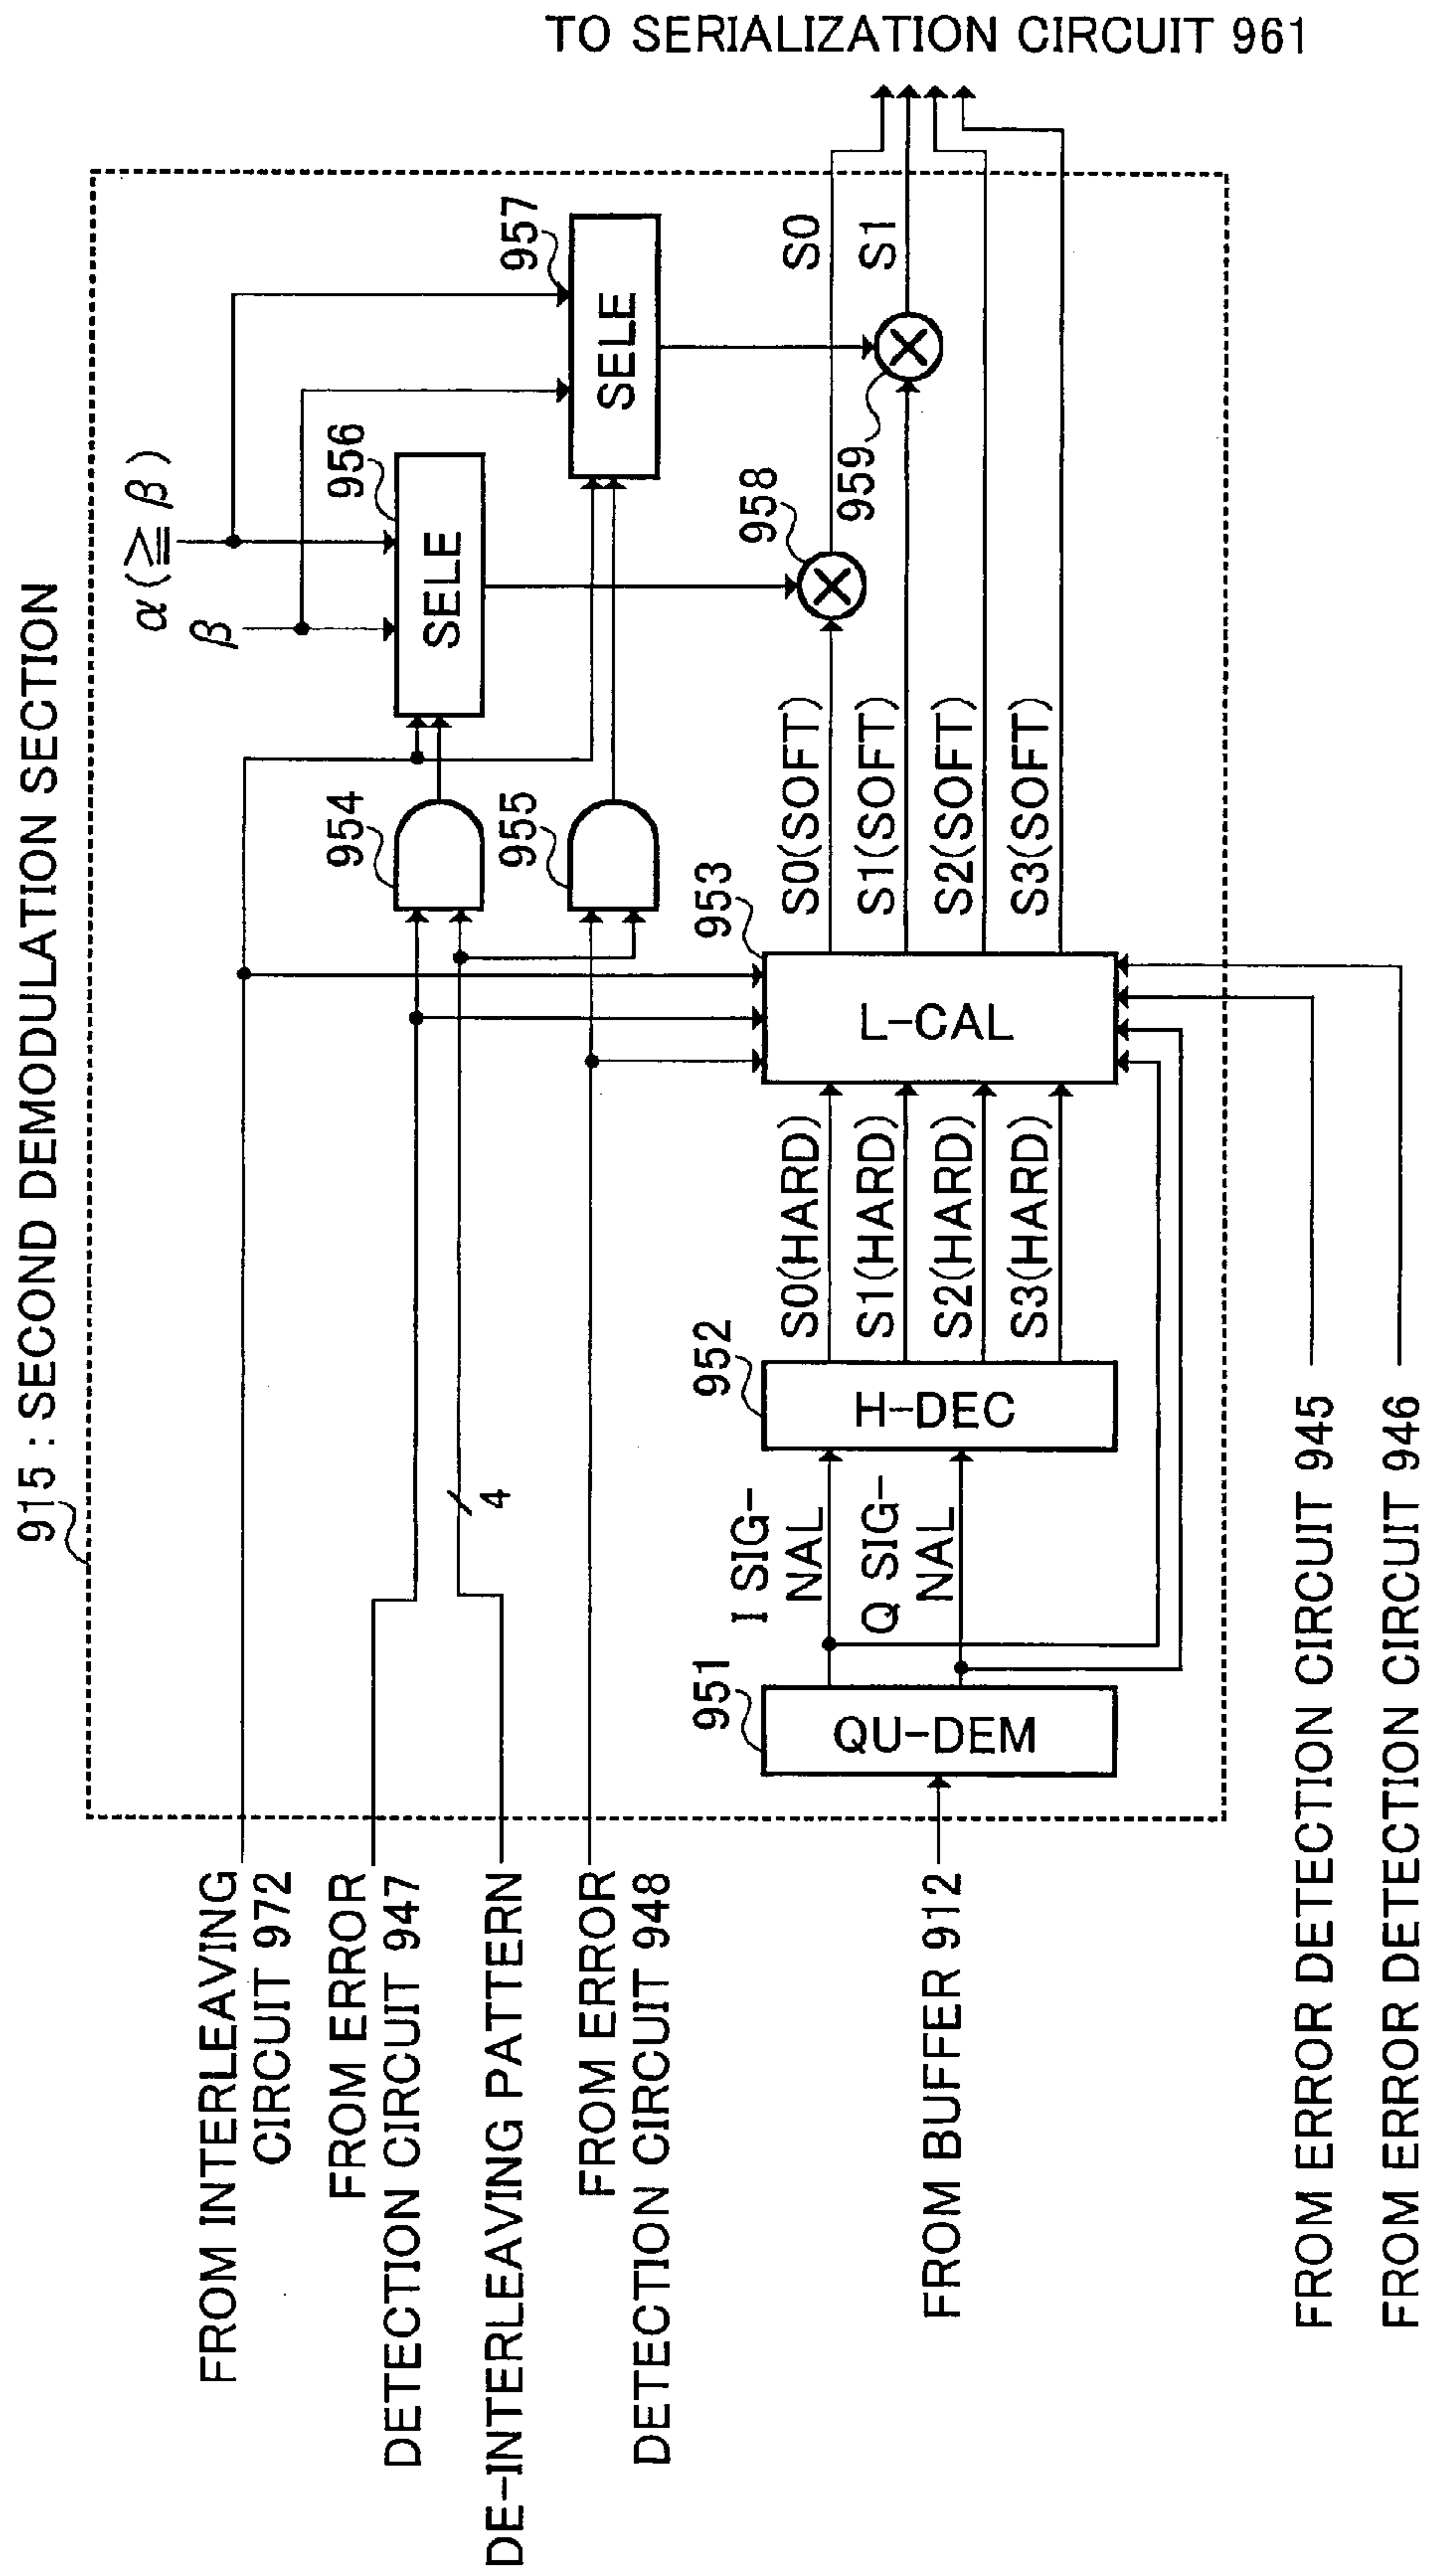 915 : SECOND DEMODULATION SECTION
FROM INTERLEAVING
CIRCUIT 972
FROM ERROR
DETECTION CIRCUIT 947
DE-INTERLEAVING PATTERN
4
FROM ERROR
DETECTION CIRCUIT 948
FROM BUFFER 912
FROM ERROR DETECTION CIRCUIT 945
FROM ERROR DETECTION CIRCUIT 946
951
QU-DEM
I SIG-
NAL
Q SIG-
NAL
952
H-DEC
S0(HARD)
S1(HARD)
S2(HARD)
S3(HARD)
953
L-CAL
S0(SOFT)
S1(SOFT)
S2(SOFT)
S3(SOFT)
954
955
α(≧β)
β
956
SELE
957
SELE
958
959
S0
S1
TO SERIALIZATION CIRCUIT 961